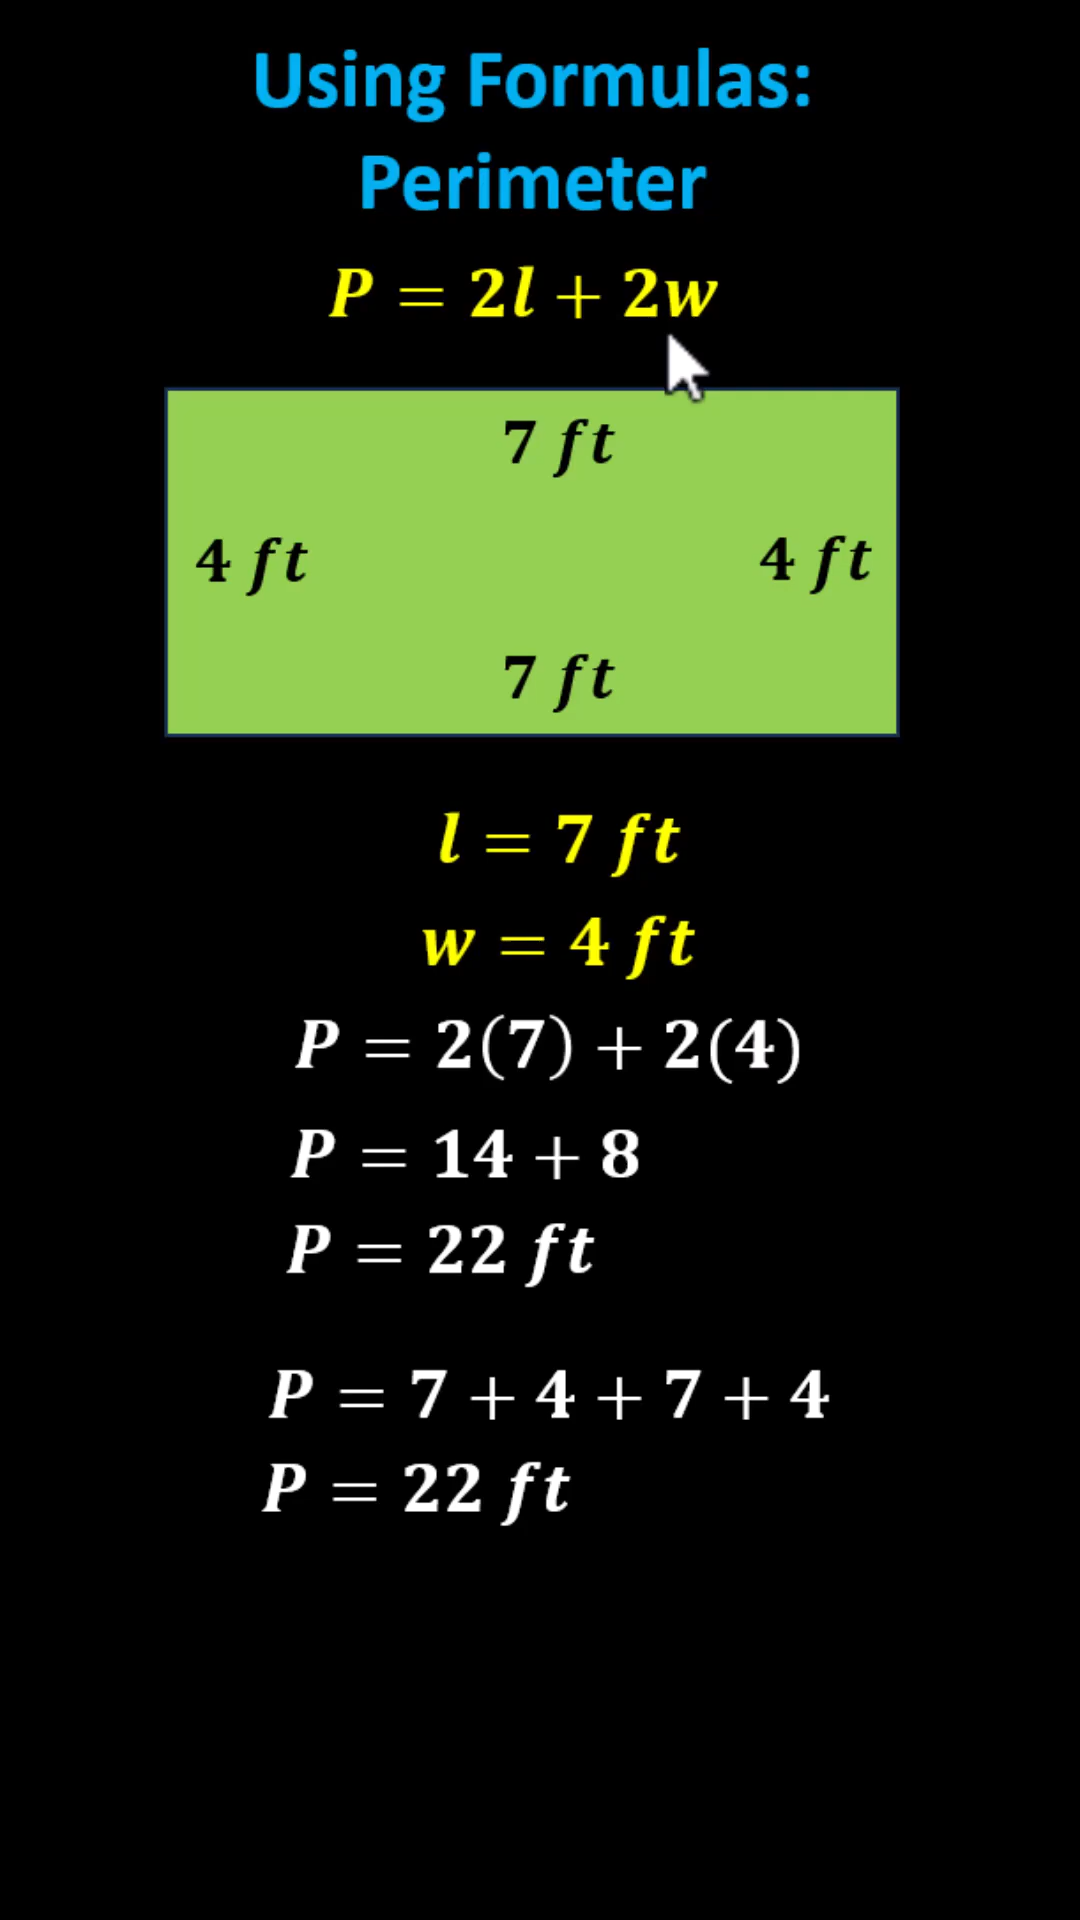 Using Formulas:
Perimeter
P = 2l + 2w
7 ft
4 ft 4 ft
7 ft
l = 7 ft
w = 4 ft
P = 2(7) + 2(4)
P = 14 + 8
P = 22 ft
P = 7 + 4 + 7 + 4
P = 22 ft